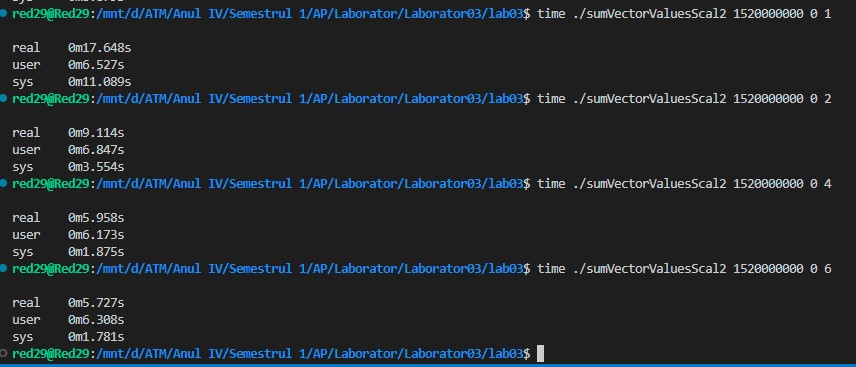 red29@Red29:/mnt/d/ATM/Anul IV/Semestrul 1/AP/Laborator/Laborator03/lab03$ time ./sumVectorValuesScal2 1520000000 0 1
real 0m17.648s
user 0m6.527s
sys 0m11.089s
red29@Red29:/mnt/d/ATM/Anul IV/Semestrul 1/AP/Laborator/Laborator03/lab03$ time ./sumVectorValuesScal2 1520000000 0 2
real 0m9.114s
user 0m6.847s
sys 0m3.554s
red29@Red29:/mnt/d/ATM/Anul IV/Semestrul 1/AP/Laborator/Laborator03/lab03$ time ./sumVectorValuesScal2 1520000000 0 4
real 0m5.958s
user 0m6.173s
sys 0m1.875s
red29@Red29:/mnt/d/ATM/Anul IV/Semestrul 1/AP/Laborator/Laborator03/lab03$ time ./sumVectorValuesScal2 1520000000 0 6
real 0m5.727s
user 0m6.308s
sys 0m1.781s
red29@Red29:/mnt/d/ATM/Anul IV/Semestrul 1/AP/Laborator/Laborator03/lab03$